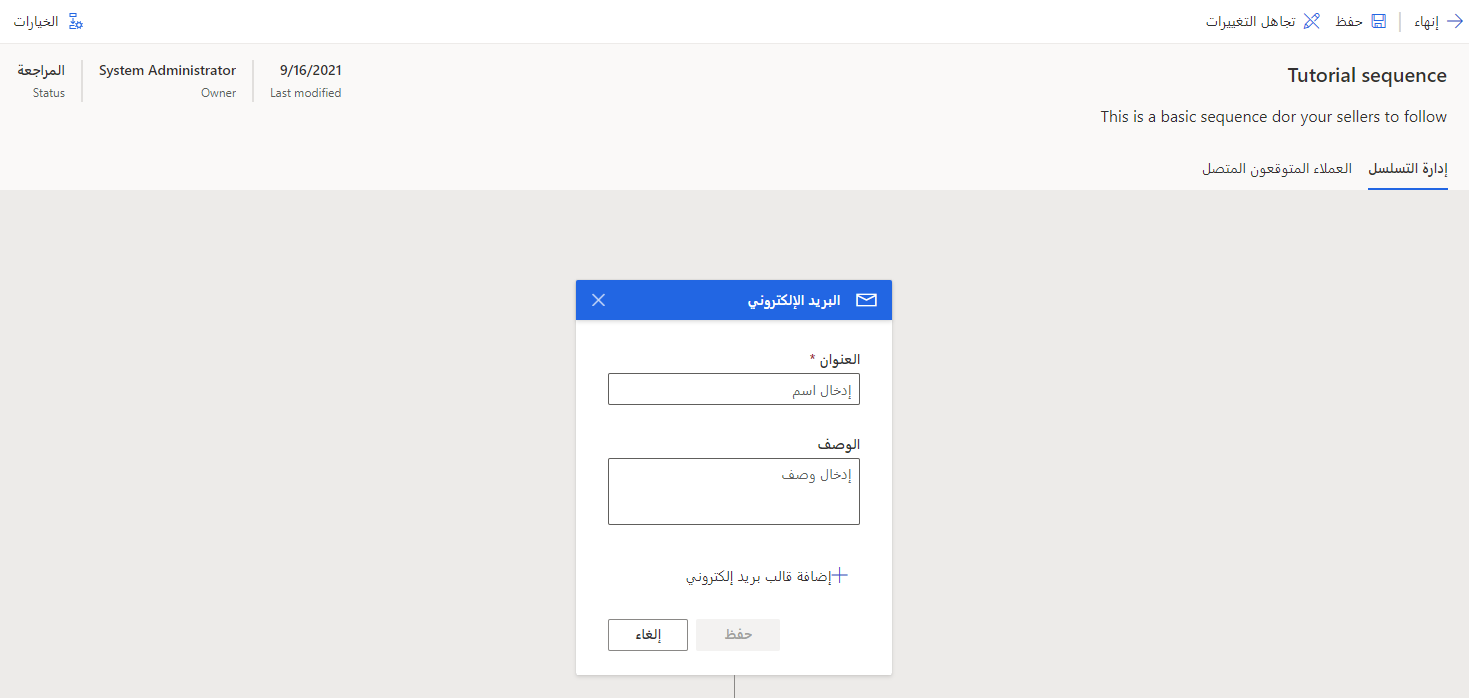 إنهاء
حفظ
تجاهل التغييرات
الخيارات
Tutorial sequence
This is a basic sequence dor your sellers to follow
9/16/2021
Last modified
System Administrator
Owner
المراجعة
Status
إدارة التسلسل
العملاء المتوقعون المتصل
البريد الإلكتروني
العنوان *
إدخال اسم
الوصف
إدخال وصف
إضافة قالب بريد إلكتروني
حفظ
إلغاء